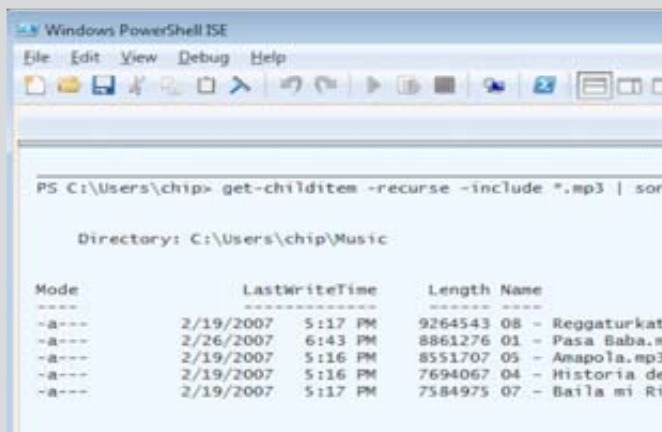 Windows PowerShell ISE
File Edit View Debug Help
PS C:\Users\chip> get-childitem -recurse -include *.mp3 | sor
Directory: C:\Users\chip\Music
Mode LastWriteTime Length Name
---- ------------- ------ ----
-a--- 2/19/2007 5:17 PM 9264543 08 - Reggaturkat
-a--- 2/26/2007 6:43 PM 8861276 01 - Pasa Baba.m
-a--- 2/19/2007 5:16 PM 8551707 05 - Amapola.mp3
-a--- 2/19/2007 5:16 PM 7694067 04 - Historia de
-a--- 2/19/2007 5:17 PM 7584975 07 - Baila mi Ri